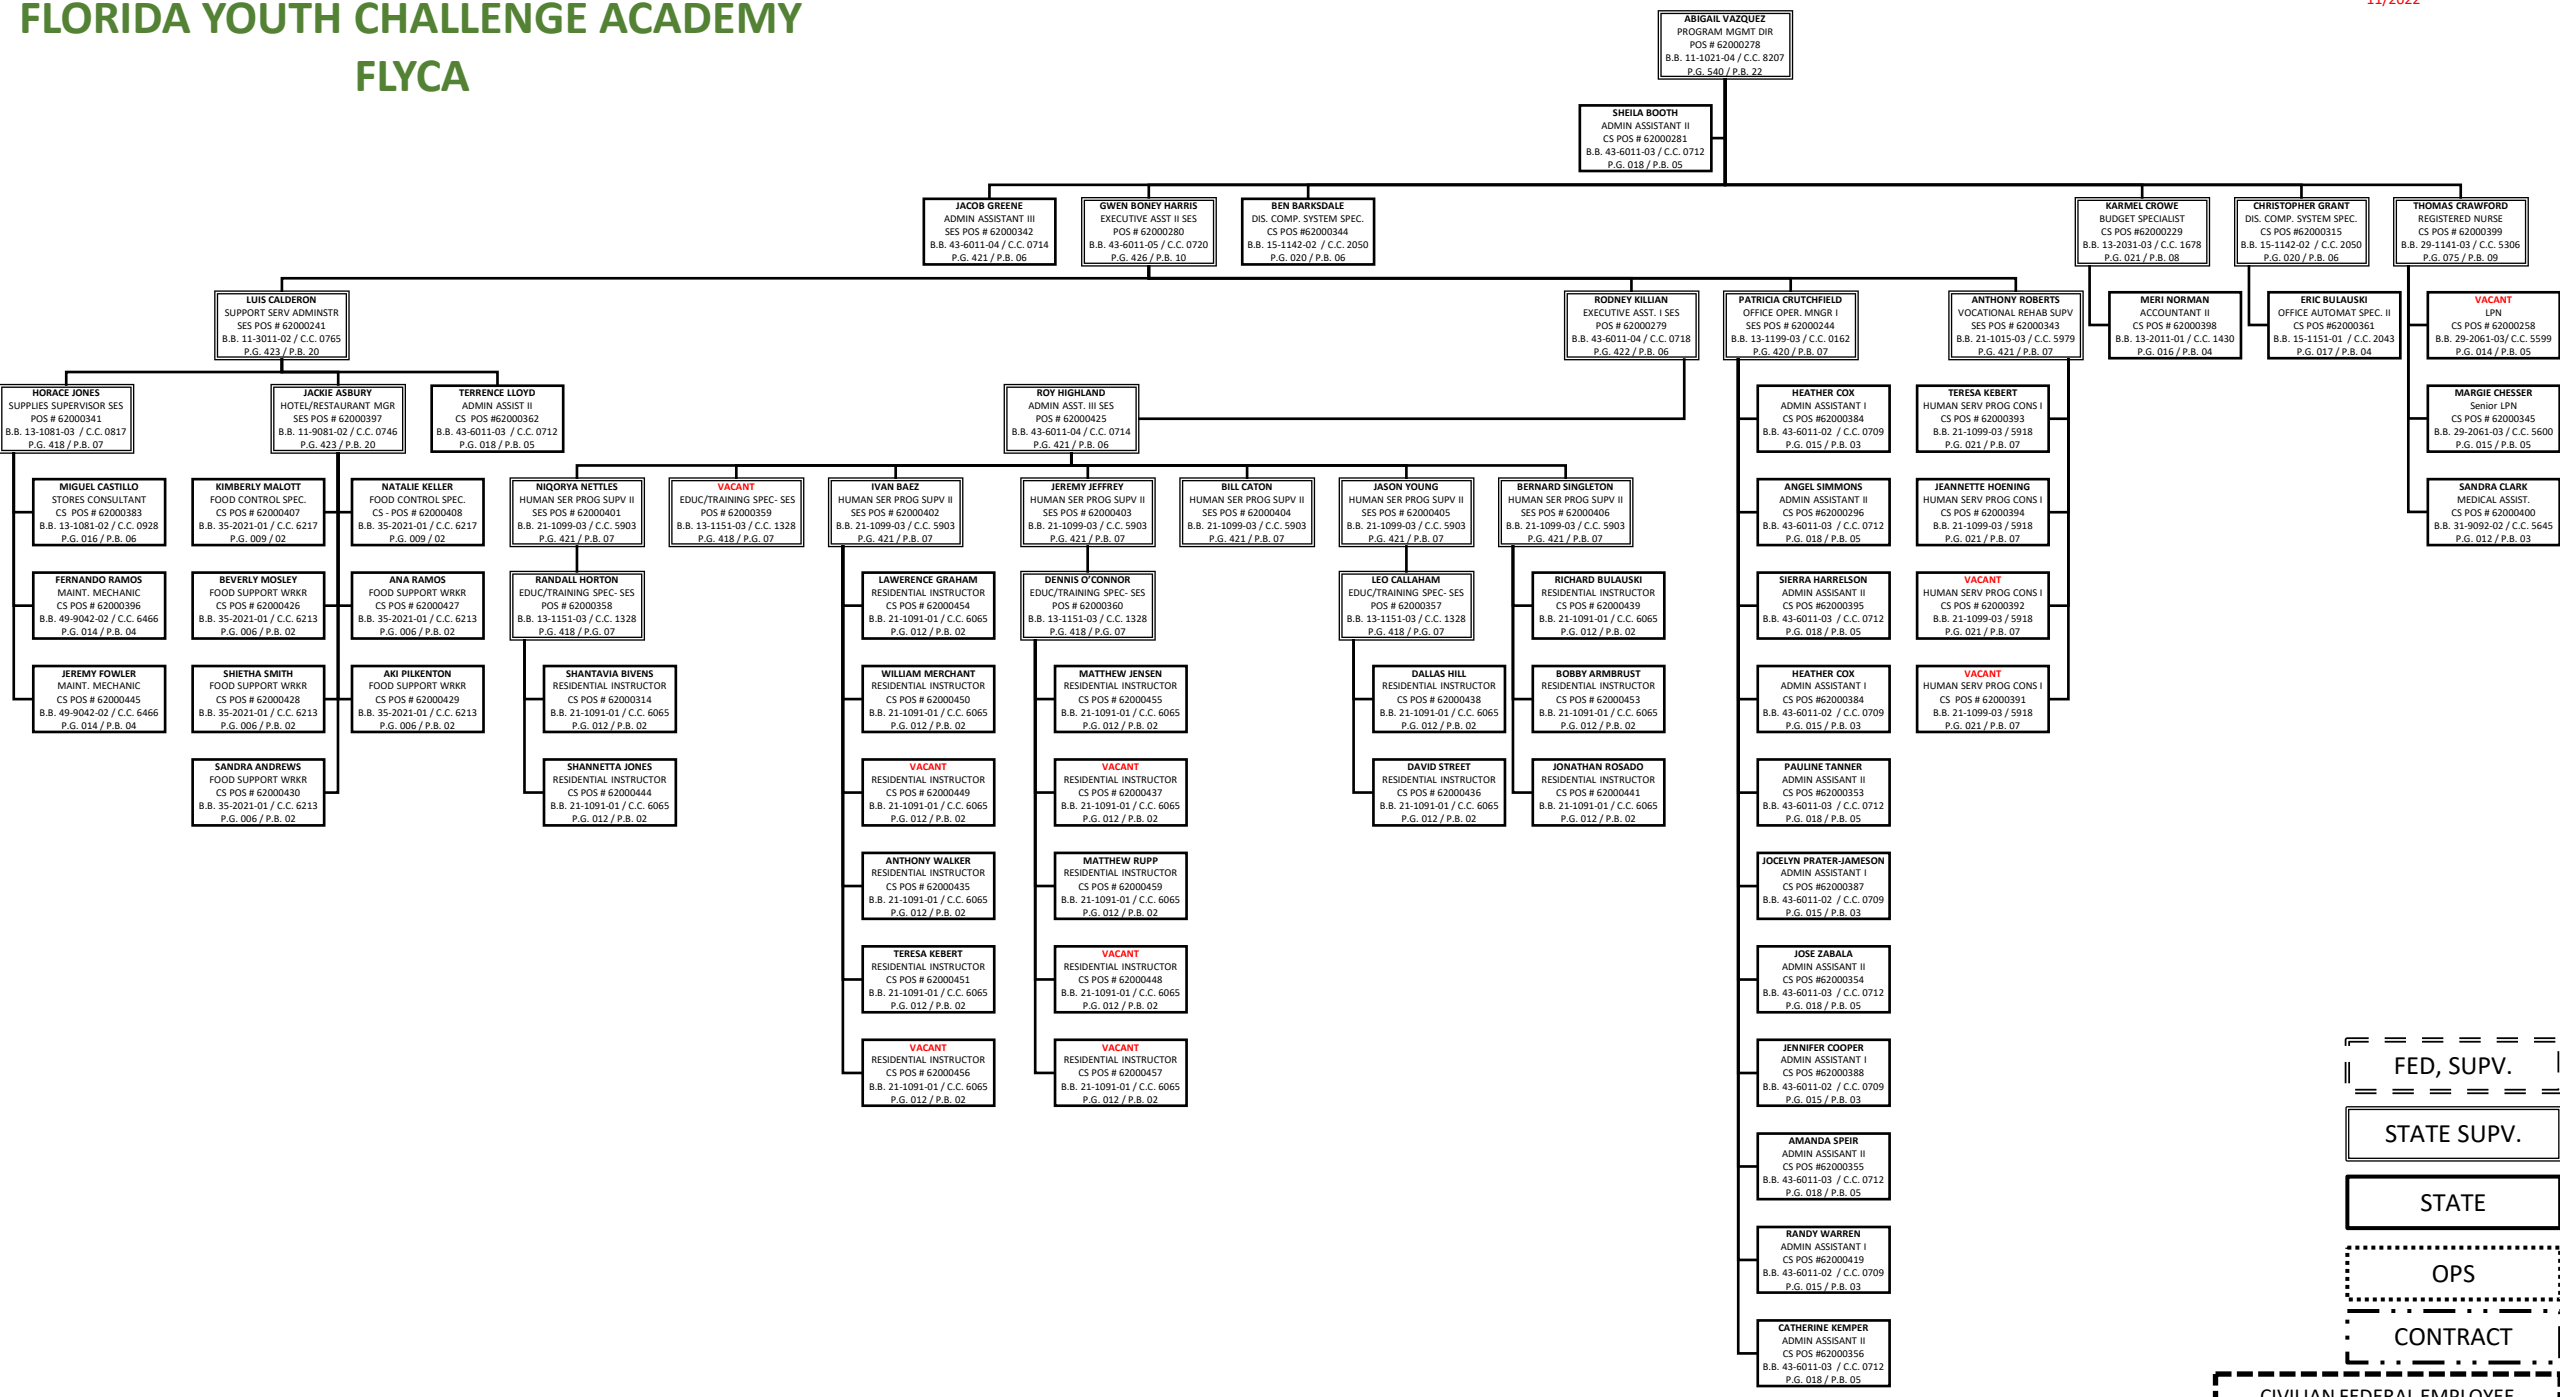 FLORIDA YOUTH CHALLENGE ACADEMY
FLYCA
11/2022
ABIGAIL VAZQUEZ
PROGRAM MGMT DIR
POS # 62000278
B.B. 11-1021-04 / C.C. 8207
P.G. 540 / P.B. 22
SHEILA BOOTH
ADMIN ASSISTANT II
CS POS # 62000281
B.B. 43-6011-03 / C.C. 0712
P.G. 018 / P.B. 05
JACOB GREENE
ADMIN ASSISTANT III
SES POS # 62000342
B.B. 43-6011-04 / C.C. 0714
P.G. 421 / P.B. 06
GWEN BONEY HARRIS
EXECUTIVE ASST II SES
POS # 62000280
B.B. 43-6011-05 / C.C. 0720
P.G. 426 / P.B. 10
BEN BARKSDALE
DIS. COMP. SYSTEM SPEC.
CS POS #62000344
B.B. 15-1142-02 / C.C. 2050
P.G. 020 / P.B. 06
KARMEL CROWE
BUDGET SPECIALIST
CS POS #62000229
B.B. 13-2031-03 / C.C. 1678
P.G. 021 / P.B. 08
CHRISTOPHER GRANT
DIS. COMP. SYSTEM SPEC.
CS POS #62000315
B.B. 15-1142-02 / C.C. 2050
P.G. 020 / P.B. 06
THOMAS CRAWFORD
REGISTERED NURSE
CS POS # 62000399
B.B. 29-1141-03 / C.C. 5306
P.G. 075 / P.B. 09
LUIS CALDERON
SUPPORT SERV ADMINSTR
SES POS # 62000241
B.B. 11-3011-02 / C.C. 0765
P.G. 423 / P.B. 20
RODNEY KILLIAN
EXECUTIVE ASST. I SES
POS # 62000279
B.B. 43-6011-04 / C.C. 0718
P.G. 422 / P.B. 06
PATRICIA CRUTCHFIELD
OFFICE OPER. MNGR I
SES POS # 62000244
B.B. 13-1199-03 / C.C. 0162
P.G. 420 / P.B. 07
ANTHONY ROBERTS
VOCATIONAL REHAB SUPV
SES POS # 62000343
B.B. 21-1015-03 / C.C. 5979
P.G. 421 / P.B. 07
MERI NORMAN
ACCOUNTANT II
CS POS # 62000398
B.B. 13-2011-01 / C.C. 1430
P.G. 016 / P.B. 04
ERIC BULAUSKI
OFFICE AUTOMAT SPEC. II
CS POS #62000361
B.B. 15-1151-01 / C.C. 2043
P.G. 017 / P.B. 04
VACANT
LPN
CS POS # 62000258
B.B. 29-2061-03/ C.C. 5599
P.G. 014 / P.B. 05
HORACE JONES
SUPPLIES SUPERVISOR SES
POS # 62000341
B.B. 13-1081-03 / C.C. 0817
P.G. 418 / P.B. 07
JACKIE ASBURY
HOTEL/RESTAURANT MGR
SES POS # 62000397
B.B. 11-9081-02 / C.C. 0746
P.G. 423 / P.B. 20
TERRENCE LLOYD
ADMIN ASSIST II
CS POS #62000362
B.B. 43-6011-03 / C.C. 0712
P.G. 018 / P.B. 05
ROY HIGHLAND
ADMIN ASST. III SES
POS # 62000425
B.B. 43-6011-04 / C.C. 0714
P.G. 421 / P.B. 06
HEATHER COX
ADMIN ASSISTANT I
CS POS #62000384
B.B. 43-6011-02 / C.C. 0709
P.G. 015 / P.B. 03
TERESA KEBERT
HUMAN SERV PROG CONS I
CS POS # 62000393
B.B. 21-1099-03 / 5918
P.G. 021 / P.B. 07
MARGIE CHESSER
Senior LPN
CS POS # 62000345
B.B. 29-2061-03 / C.C. 5600
P.G. 015 / P.B. 05
MIGUEL CASTILLO
STORES CONSULTANT
CS POS # 62000383
B.B. 13-1081-02 / C.C. 0928
P.G. 016 / P.B. 06
KIMBERLY MALOTT
FOOD CONTROL SPEC.
CS POS # 62000407
B.B. 35-2021-01 / C.C. 6217
P.G. 009 / 02
NATALIE KELLER
FOOD CONTROL SPEC.
CS - POS # 62000408
B.B. 35-2021-01 / C.C. 6217
P.G. 009 / 02
NIQORYA NETTLES
HUMAN SER PROG SUPV II
SES POS # 62000401
B.B. 21-1099-03 / C.C. 5903
P.G. 421 / P.B. 07
VACANT
EDUC/TRAINING SPEC- SES
POS # 62000359
B.B. 13-1151-03 / C.C. 1328
P.G. 418 / P.G. 07
IVAN BAEZ
HUMAN SER PROG SUPV II
SES POS # 62000402
B.B. 21-1099-03 / C.C. 5903
P.G. 421 / P.B. 07
JEREMY JEFFREY
HUMAN SER PROG SUPV II
SES POS # 62000403
B.B. 21-1099-03 / C.C. 5903
P.G. 421 / P.B. 07
BILL CATON
HUMAN SER PROG SUPV II
SES POS # 62000404
B.B. 21-1099-03 / C.C. 5903
P.G. 421 / P.B. 07
JASON YOUNG
HUMAN SER PROG SUPV II
SES POS # 62000405
B.B. 21-1099-03 / C.C. 5903
P.G. 421 / P.B. 07
BERNARD SINGLETON
HUMAN SER PROG SUPV II
SES POS # 62000406
B.B. 21-1099-03 / C.C. 5903
P.G. 421 / P.B. 07
ANGEL SIMMONS
ADMIN ASSISTANT II
CS POS #62000296
B.B. 43-6011-03 / C.C. 0712
P.G. 018 / P.B. 05
JEANNETTE HOENING
HUMAN SERV PROG CONS I
CS POS # 62000394
B.B. 21-1099-03 / 5918
P.G. 021 / P.B. 07
SANDRA CLARK
MEDICAL ASSIST.
CS POS # 62000400
B.B. 31-9092-02 / C.C. 5645
P.G. 012 / P.B. 03
FERNANDO RAMOS
MAINT. MECHANIC
CS POS # 62000396
B.B. 49-9042-02 / C.C. 6466
P.G. 014 / P.B. 04
BEVERLY MOSLEY
FOOD SUPPORT WRKR
CS POS # 62000426
B.B. 35-2021-01 / C.C. 6213
P.G. 006 / P.B. 02
ANA RAMOS
FOOD SUPPORT WRKR
CS POS # 62000427
B.B. 35-2021-01 / C.C. 6213
P.G. 006 / P.B. 02
RANDALL HORTON
EDUC/TRAINING SPEC- SES
POS # 62000358
B.B. 13-1151-03 / C.C. 1328
P.G. 418 / P.G. 07
LAWERENCE GRAHAM
RESIDENTIAL INSTRUCTOR
CS POS # 62000454
B.B. 21-1091-01 / C.C. 6065
P.G. 012 / P.B. 02
DENNIS O'CONNOR
EDUC/TRAINING SPEC- SES
POS # 62000360
B.B. 13-1151-03 / C.C. 1328
P.G. 418 / P.G. 07
LEO CALLAHAM
EDUC/TRAINING SPEC- SES
POS # 62000357
B.B. 13-1151-03 / C.C. 1328
P.G. 418 / P.G. 07
RICHARD BULAUSKI
RESIDENTIAL INSTRUCTOR
CS POS # 62000439
B.B. 21-1091-01 / C.C. 6065
P.G. 012 / P.B. 02
SIERRA HARRELSON
ADMIN ASSISANT II
CS POS #62000395
B.B. 43-6011-03 / C.C. 0712
P.G. 018 / P.B. 05
VACANT
HUMAN SERV PROG CONS I
CS POS # 62000392
B.B. 21-1099-03 / 5918
P.G. 021 / P.B. 07
JEREMY FOWLER
MAINT. MECHANIC
CS POS # 62000445
B.B. 49-9042-02 / C.C. 6466
P.G. 014 / P.B. 04
SHIETHA SMITH
FOOD SUPPORT WRKR
CS POS # 62000428
B.B. 35-2021-01 / C.C. 6213
P.G. 006 / P.B. 02
AKI PILKENTON
FOOD SUPPORT WRKR
CS POS # 62000429
B.B. 35-2021-01 / C.C. 6213
P.G. 006 / P.B. 02
SHANTAVIA BIVENS
RESIDENTIAL INSTRUCTOR
CS POS # 62000314
B.B. 21-1091-01 / C.C. 6065
P.G. 012 / P.B. 02
WILLIAM MERCHANT
RESIDENTIAL INSTRUCTOR
CS POS # 62000450
B.B. 21-1091-01 / C.C. 6065
P.G. 012 / P.B. 02
MATTHEW JENSEN
RESIDENTIAL INSTRUCTOR
CS POS # 62000455
B.B. 21-1091-01 / C.C. 6065
P.G. 012 / P.B. 02
DALLAS HILL
RESIDENTIAL INSTRUCTOR
CS POS # 62000438
B.B. 21-1091-01 / C.C. 6065
P.G. 012 / P.B. 02
BOBBY ARMBRUST
RESIDENTIAL INSTRUCTOR
CS POS # 62000453
B.B. 21-1091-01 / C.C. 6065
P.G. 012 / P.B. 02
HEATHER COX
ADMIN ASSISTANT I
CS POS #62000384
B.B. 43-6011-02 / C.C. 0709
P.G. 015 / P.B. 03
VACANT
HUMAN SERV PROG CONS I
CS POS # 62000391
B.B. 21-1099-03 / 5918
P.G. 021 / P.B. 07
SANDRA ANDREWS
FOOD SUPPORT WRKR
CS POS # 62000430
B.B. 35-2021-01 / C.C. 6213
P.G. 006 / P.B. 02
SHANNETTA JONES
RESIDENTIAL INSTRUCTOR
CS POS # 62000444
B.B. 21-1091-01 / C.C. 6065
P.G. 012 / P.B. 02
VACANT
RESIDENTIAL INSTRUCTOR
CS POS # 62000449
B.B. 21-1091-01 / C.C. 6065
P.G. 012 / P.B. 02
VACANT
RESIDENTIAL INSTRUCTOR
CS POS # 62000437
B.B. 21-1091-01 / C.C. 6065
P.G. 012 / P.B. 02
DAVID STREET
RESIDENTIAL INSTRUCTOR
CS POS # 62000436
B.B. 21-1091-01 / C.C. 6065
P.G. 012 / P.B. 02
JONATHAN ROSADO
RESIDENTIAL INSTRUCTOR
CS POS # 62000441
B.B. 21-1091-01 / C.C. 6065
P.G. 012 / P.B. 02
PAULINE TANNER
ADMIN ASSISANT II
CS POS #62000353
B.B. 43-6011-03 / C.C. 0712
P.G. 018 / P.B. 05
ANTHONY WALKER
RESIDENTIAL INSTRUCTOR
CS POS # 62000435
B.B. 21-1091-01 / C.C. 6065
P.G. 012 / P.B. 02
MATTHEW RUPP
RESIDENTIAL INSTRUCTOR
CS POS # 62000459
B.B. 21-1091-01 / C.C. 6065
P.G. 012 / P.B. 02
JOCELYN PRATER-JAMESON
ADMIN ASSISTANT I
CS POS #62000387
B.B. 43-6011-02 / C.C. 0709
P.G. 015 / P.B. 03
TERESA KEBERT
RESIDENTIAL INSTRUCTOR
CS POS # 62000451
B.B. 21-1091-01 / C.C. 6065
P.G. 012 / P.B. 02
VACANT
RESIDENTIAL INSTRUCTOR
CS POS # 62000448
B.B. 21-1091-01 / C.C. 6065
P.G. 012 / P.B. 02
JOSE ZABALA
ADMIN ASSISANT II
CS POS #62000354
B.B. 43-6011-03 / C.C. 0712
P.G. 018 / P.B. 05
VACANT
RESIDENTIAL INSTRUCTOR
CS POS # 62000456
B.B. 21-1091-01 / C.C. 6065
P.G. 012 / P.B. 02
VACANT
RESIDENTIAL INSTRUCTOR
CS POS # 62000457
B.B. 21-1091-01 / C.C. 6065
P.G. 012 / P.B. 02
JENNIFER COOPER
ADMIN ASSISTANT I
CS POS #62000388
B.B. 43-6011-02 / C.C. 0709
P.G. 015 / P.B. 03
AMANDA SPEIR
ADMIN ASSISANT II
CS POS #62000355
B.B. 43-6011-03 / C.C. 0712
P.G. 018 / P.B. 05
RANDY WARREN
ADMIN ASSISTANT I
CS POS #62000419
B.B. 43-6011-02 / C.C. 0709
P.G. 015 / P.B. 03
CATHERINE KEMPER
ADMIN ASSISANT II
CS POS #62000356
B.B. 43-6011-03 / C.C. 0712
P.G. 018 / P.B. 05
FED, SUPV.
STATE SUPV.
STATE
OPS
CONTRACT
CIVILIAN FEDERAL EMPLOYEE